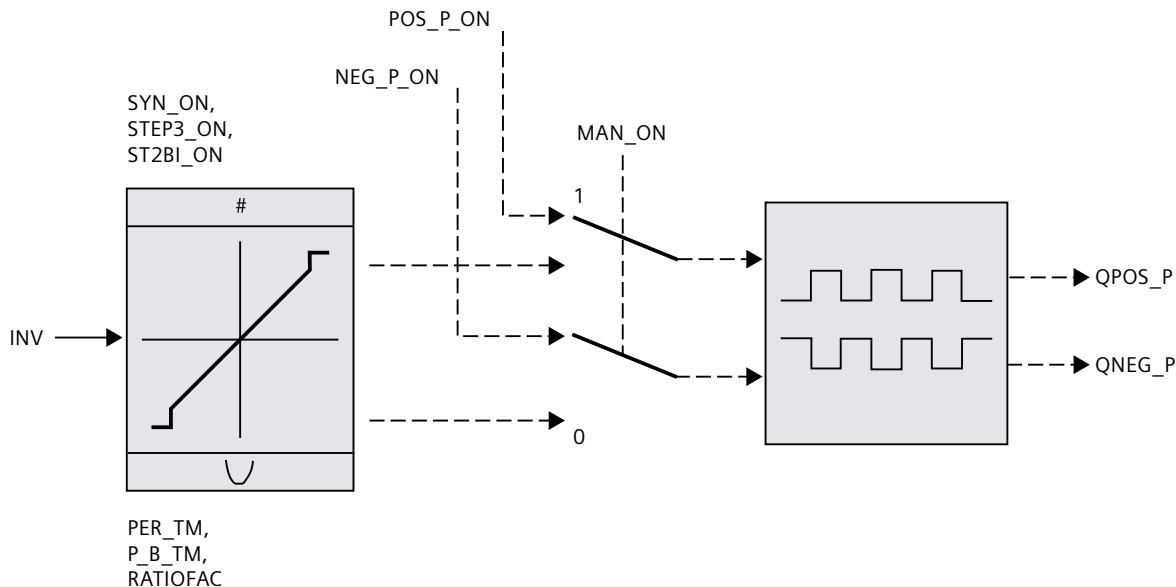 POS_P_ON
NEG_P_ON
SYN_ON,
STEP3_ON,
ST2BI_ON
MAN_ON
#
1
INV
QPOS_P
QNEG_P
0
PER_TM,
P_B_TM,
RATIOFAC